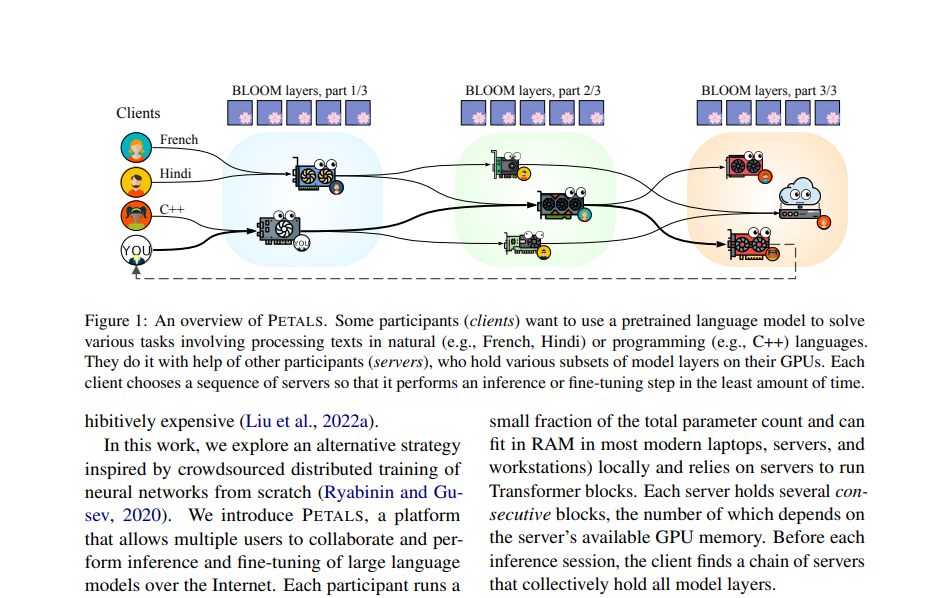 BLOOM layers, part 1/3
BLOOM layers, part 2/3
BLOOM layers, part 3/3
Clients
French
Hindi
C++
YOU
YOU
Figure 1: An overview of PETALS. Some participants (clients) want to use a pretrained language model to solve
various tasks involving processing texts in natural (e.g., French, Hindi) or programming (e.g., C++) languages.
They do it with help of other participants (servers), who hold various subsets of model layers on their GPUs. Each
client chooses a sequence of servers so that it performs an inference or fine-tuning step in the least amount of time.
hibitively expensive (Liu et al., 2022a).
In this work, we explore an alternative strategy
inspired by crowdsourced distributed training of
neural networks from scratch (Ryabinin and Gu-
sev, 2020). We introduce PETALS, a platform
that allows multiple users to collaborate and per-
form inference and fine-tuning of large language
models over the Internet. Each participant runs a
small fraction of the total parameter count and can
fit in RAM in most modern laptops, servers, and
workstations) locally and relies on servers to run
Transformer blocks. Each server holds several con-
secutive blocks, the number of which depends on
the server's available GPU memory. Before each
inference session, the client finds a chain of servers
that collectively hold all model layers.